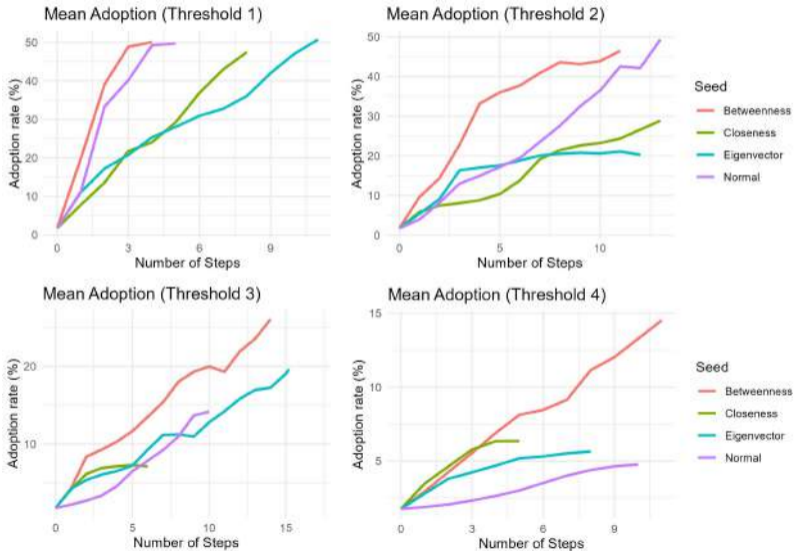 Mean Adoption (Threshold 1)
Adoption rate (%)
50
40
30
20
10
0
0 3 6 9
Number of Steps
Mean Adoption (Threshold 2)
Adoption rate (%)
50
40
30
20
10
0
0 5 10
Number of Steps
Seed
Betweenness
Closeness
Eigenvector
Normal
Mean Adoption (Threshold 3)
Adoption rate (%)
20
10
0 5 10 15
Number of Steps
Mean Adoption (Threshold 4)
Adoption rate (%)
15
10
5
0 3 6 9
Number of Steps
Seed
Betweenness
Closeness
Eigenvector
Normal